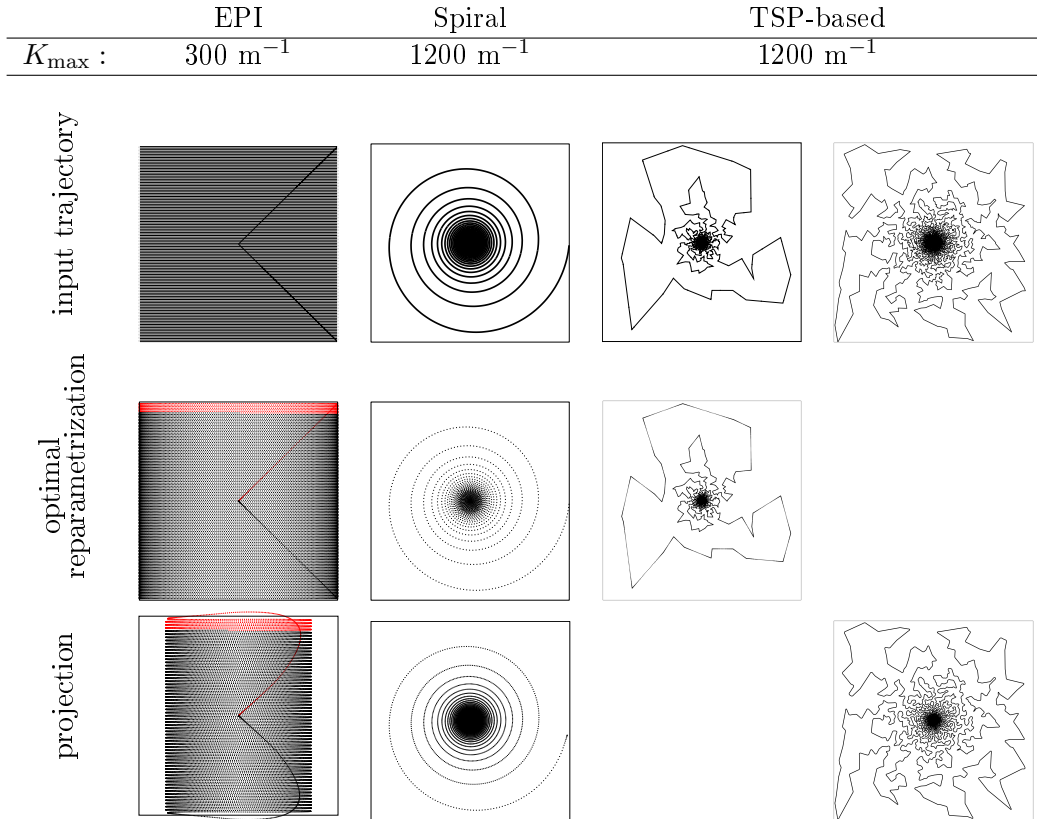 EPI Spiral TSP-based
K_max : 300 m⁻¹ 1200 m⁻¹ 1200 m⁻¹
input trajectory
optimal
reparametrization
projection